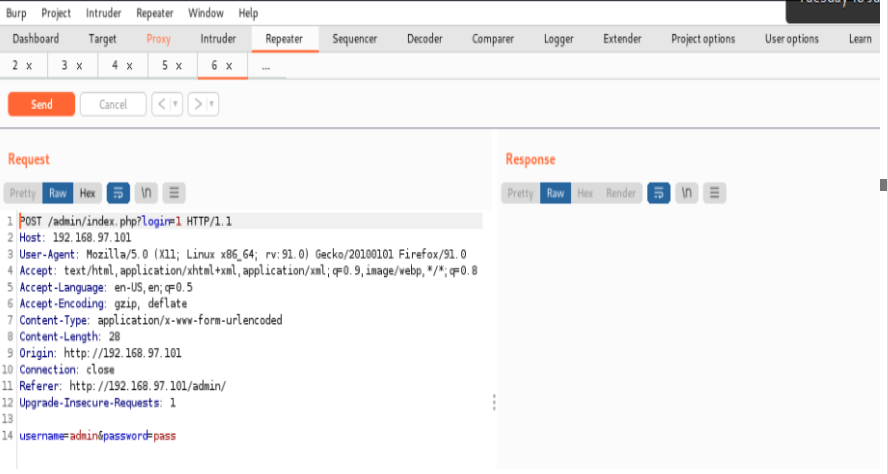 Burp Project Intruder Repeater Window Help
Dashboard Target Proxy Intruder Repeater Sequencer Decoder Comparer Logger Extender Project options User options Learn
2 x 3 x 4 x 5 x 6 x ...
Send Cancel < > 
Request
Pretty Raw Hex \n
1 POST /admin/index.php?login=1 HTTP/1.1
2 Host: 192.168.97.101
3 User-Agent: Mozilla/5.0 (X11; Linux x86_64; rv:91.0) Gecko/20100101 Firefox/91.0
4 Accept: text/html,application/xhtml+xml,application/xml;q=0.9,image/webp,*/*;q=0.8
5 Accept-Language: en-US,en;q=0.5
6 Accept-Encoding: gzip, deflate
7 Content-Type: application/x-www-form-urlencoded
8 Content-Length: 28
9 Origin: http://192.168.97.101
10 Connection: close
11 Referer: http://192.168.97.101/admin/
12 Upgrade-Insecure-Requests: 1
13
14 username=admin&password=pass
Response
Pretty Raw Hex Render \n